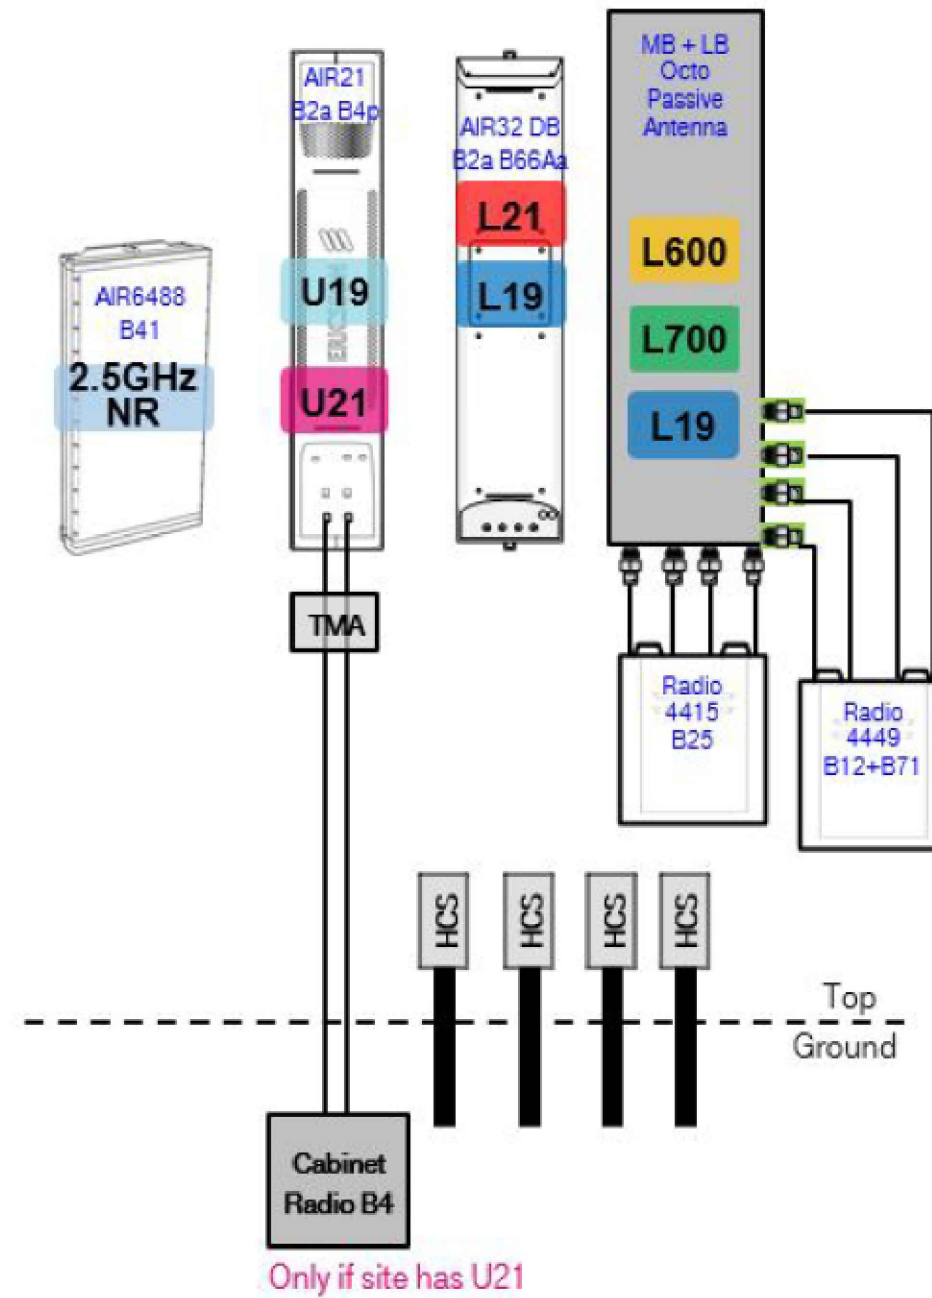 AIR6488
B41
2.5GHz
NR
AIR21
B2a B4p
U19
U21
TMA
AIR32 DB
B2a B66Aa
L21
L19
MB + LB
Octo
Passive
Antenna
L600
L700
L19
Radio
4415
B25
Radio
4449
B12+B71
HCS
HCS
HCS
HCS
Top
Ground
Cabinet
Radio B4
Only if site has U21